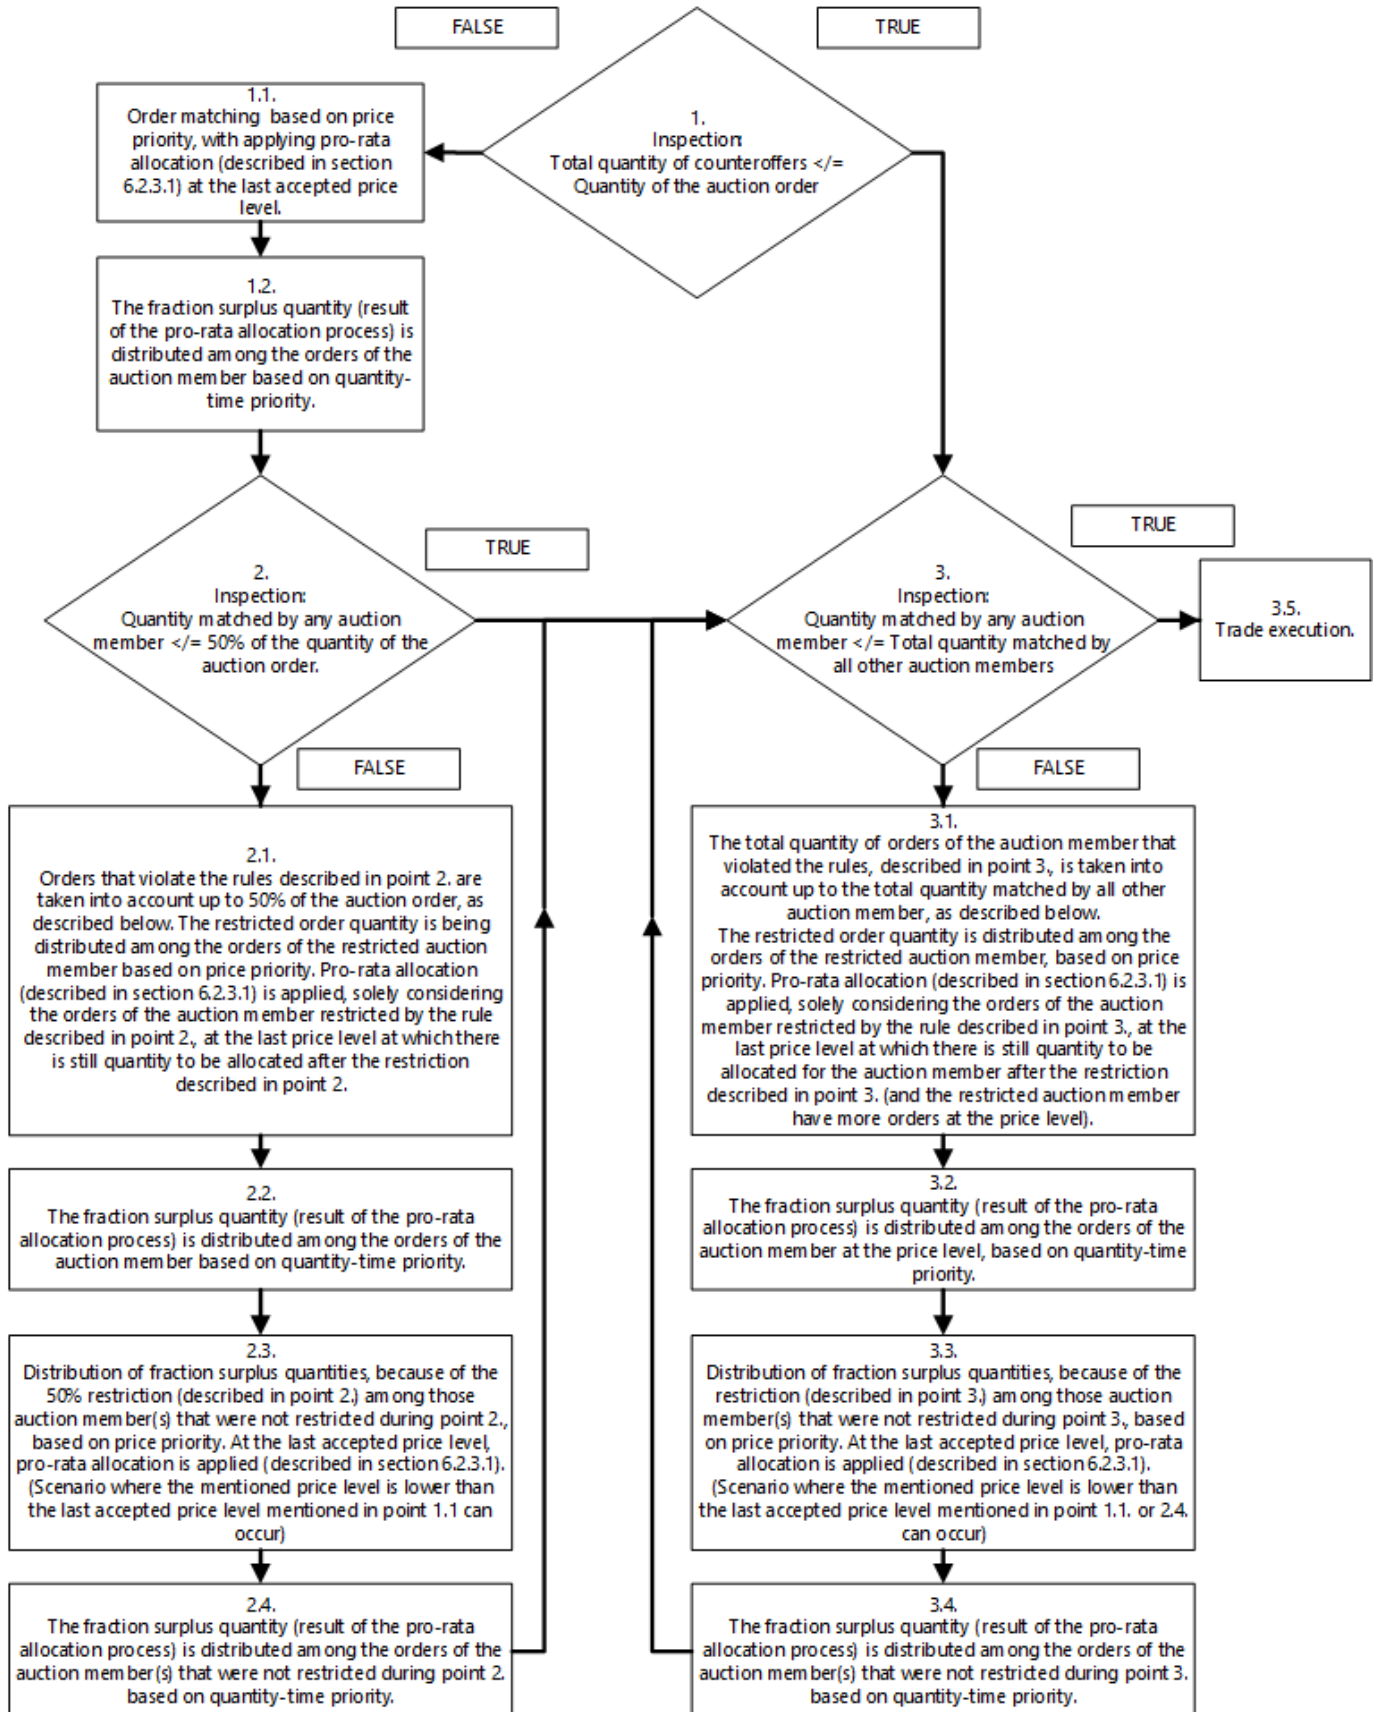 FALSE
TRUE
1.
Inspection:
Total quantity of counteroffers </=
Quantity of the auction order
1.1.
Order matching based on price
priority, with applying pro-rata
allocation (described in section
6.2.3.1) at the last accepted price
level.
1.2.
The fraction surplus quantity (result
of the pro-rata allocation process) is
distributed among the orders of the
auction member based on quantity-
time priority.
TRUE
2.
Inspection:
Quantity matched by any auction
member </= 50% of the quantity of the
auction order.
TRUE
3.
Inspection:
Quantity matched by any auction
member </= Total quantity matched by
all other auction members
3.5.
Trade execution.
FALSE
FALSE
2.1.
Orders that violate the rules described in point 2. are
taken into account up to 50% of the auction order, as
described below. The restricted order quantity is being
distributed among the orders of the restricted auction
member based on price priority. Pro-rata allocation
(described in section 6.2.3.1) is applied, solely considering
the orders of the auction member restricted by the rule
described in point 2., at the last price level at which there
is still quantity to be allocated after the restriction
described in point 2.
3.1.
The total quantity of orders of the auction member that
violated the rules, described in point 3., is taken into
account up to the total quantity matched by all other
auction member, as described below.
The restricted order quantity is distributed among the
orders of the restricted auction member, based on price
priority. Pro-rata allocation (described in section 6.2.3.1) is
applied, solely considering the orders of the auction
member restricted by the rule described in point 3., at the
last price level at which there is still quantity to be
allocated for the auction member after the restriction
described in point 3. (and the restricted auction member
have more orders at the price level).
2.2.
The fraction surplus quantity (result of the pro-rata
allocation process) is distributed among the orders of the
auction member based on quantity-time priority.
3.2.
The fraction surplus quantity (result of the pro-rata
allocation process) is distributed among the orders of the
auction member at the price level, based on quantity-time
priority.
2.3.
Distribution of fraction surplus quantities, because of the
50% restriction (described in point 2.) among those
auction member(s) that were not restricted during point 2.,
based on price priority. At the last accepted price level,
pro-rata allocation is applied (described in section 6.2.3.1).
(Scenario where the mentioned price level is lower than
the last accepted price level mentioned in point 1.1 can
occur)
3.3.
Distribution of fraction surplus quantities, because of the
restriction (described in point 3.) among those auction
member(s) that were not restricted during point 3., based
on price priority. At the last accepted price level, pro-rata
allocation is applied (described in section 6.2.3.1).
(Scenario where the mentioned price level is lower than
the last accepted price level mentioned in point 1.1. or 2.4.
can occur)
2.4.
The fraction surplus quantity (result of the pro-rata
allocation process) is distributed among the orders of the
auction member(s) that were not restricted during point 2.
based on quantity-time priority.
3.4.
The fraction surplus quantity (result of the pro-rata
allocation process) is distributed among the orders of the
auction member(s) that were not restricted during point 3.
based on quantity-time priority.